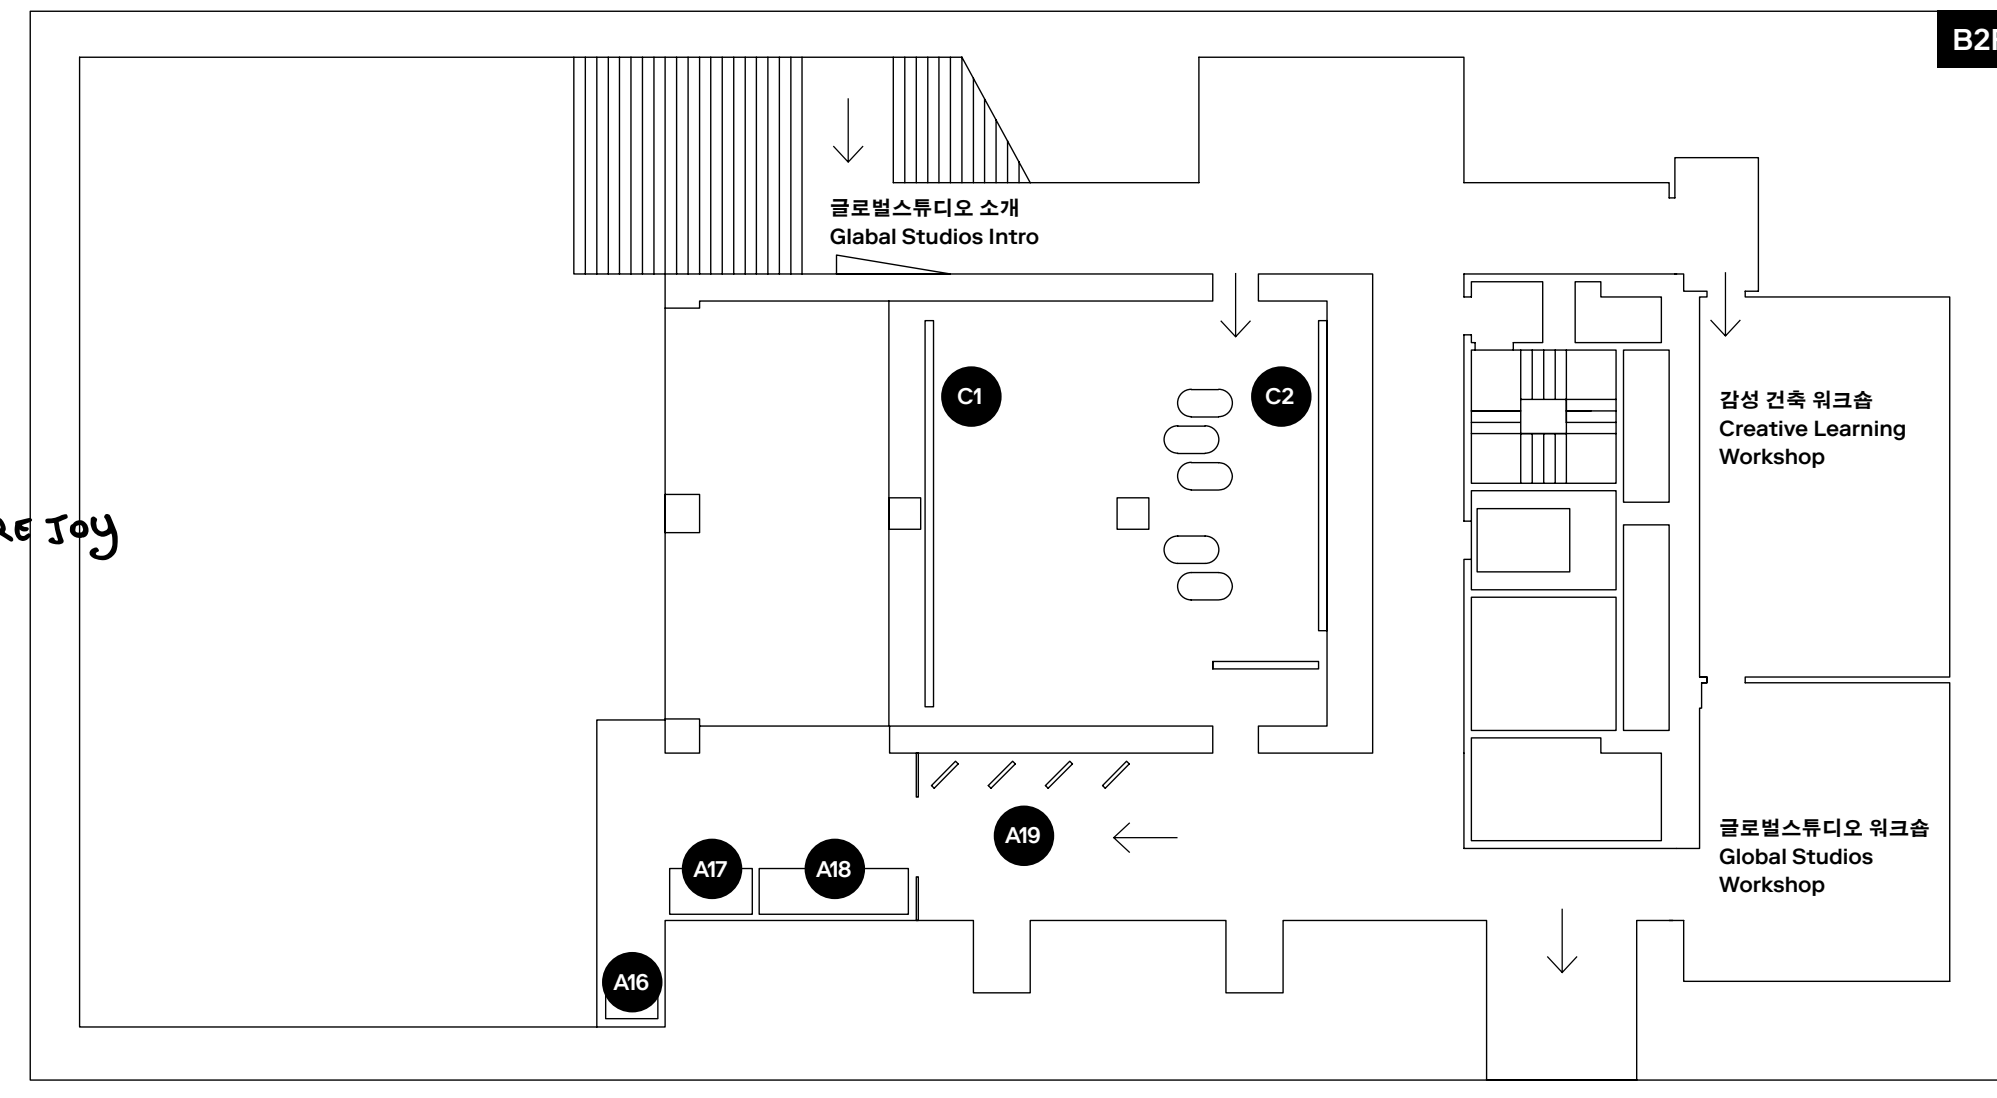 글로벌스튜디오 소개
Glabal Studios Intro
C1
C2
감성 건축 워크숍
Creative Learning
Workshop
JOY
A19
A17
A18
A16
글로벌스튜디오 워크숍
Global Studios
Workshop